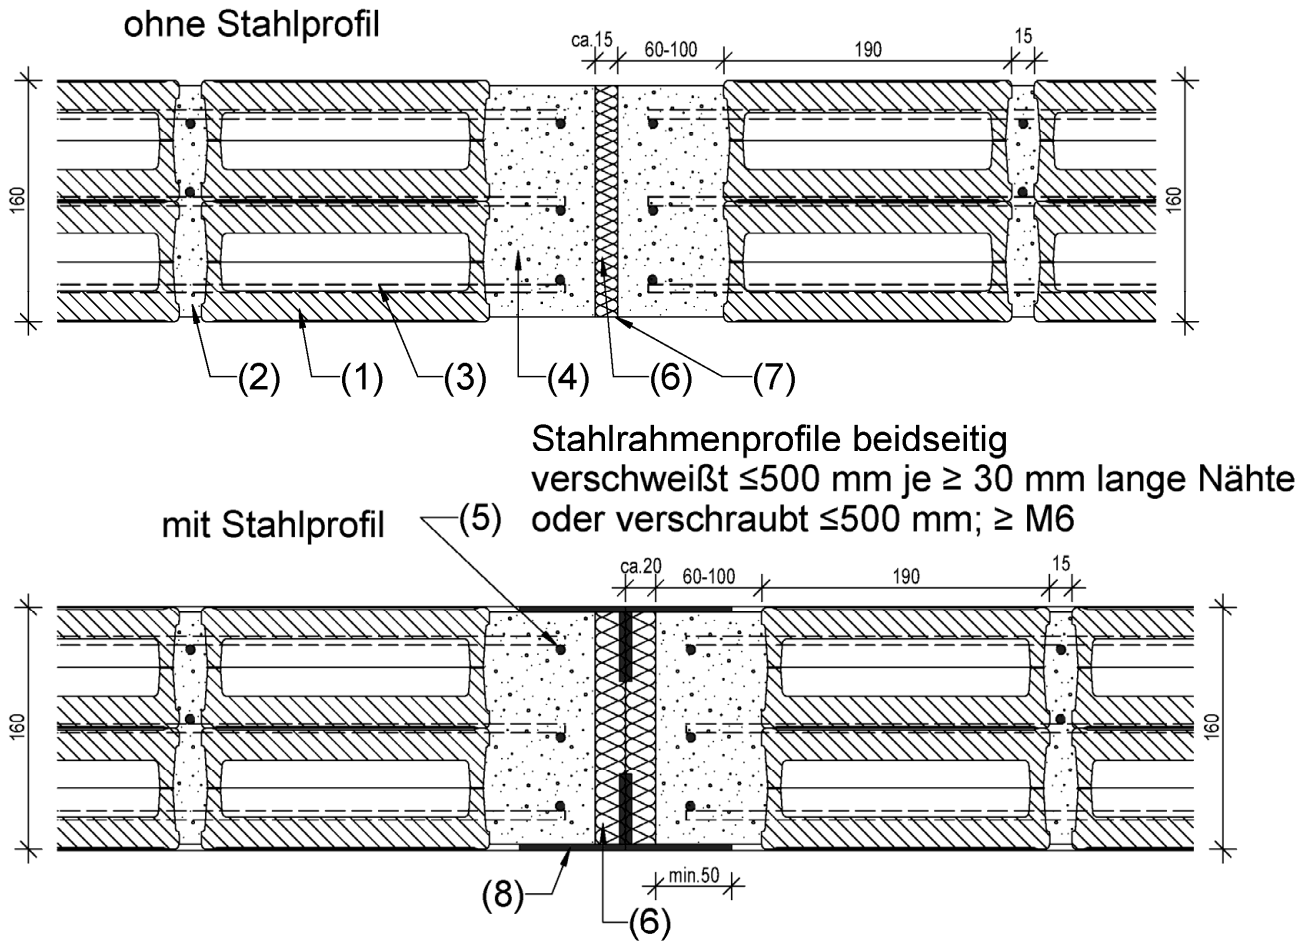 ohne Stahlprofil
ca.15 60-100 190 15
160 160
(2) (1) (3) (4) (6) (7)
Stahlrahmenprofile beidseitig
verschweißt ≤500 mm je ≥ 30 mm lange Nähte
mit Stahlprofil (5) oder verschraubt ≤500 mm; ≥ M6
ca.20 60-100 190 15
160 160
min.50
(8) (6)